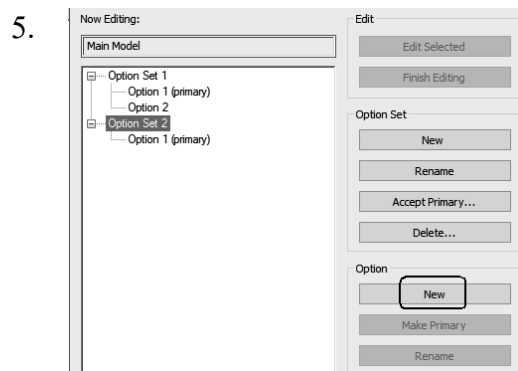 5.
Now Editing:
Main Model
Option Set 1
Option 1 (primary)
Option 2
Option Set 2
Option 1 (primary)
Edit
Edit Selected
Finish Editing
Option Set
New
Rename
Accept Primary...
Delete...
Option
New
Make Primary
Rename